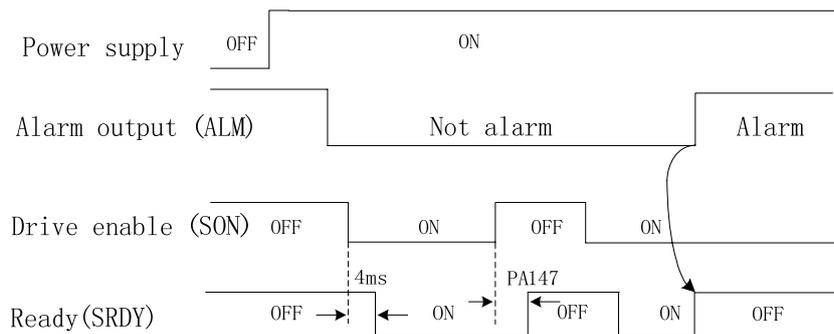 Power supply OFF ON
Alarm output (ALM) Not alarm Alarm
Drive enable (SON) OFF ON OFF ON
4ms PA147
Ready(SRDY) OFF ON OFF ON OFF